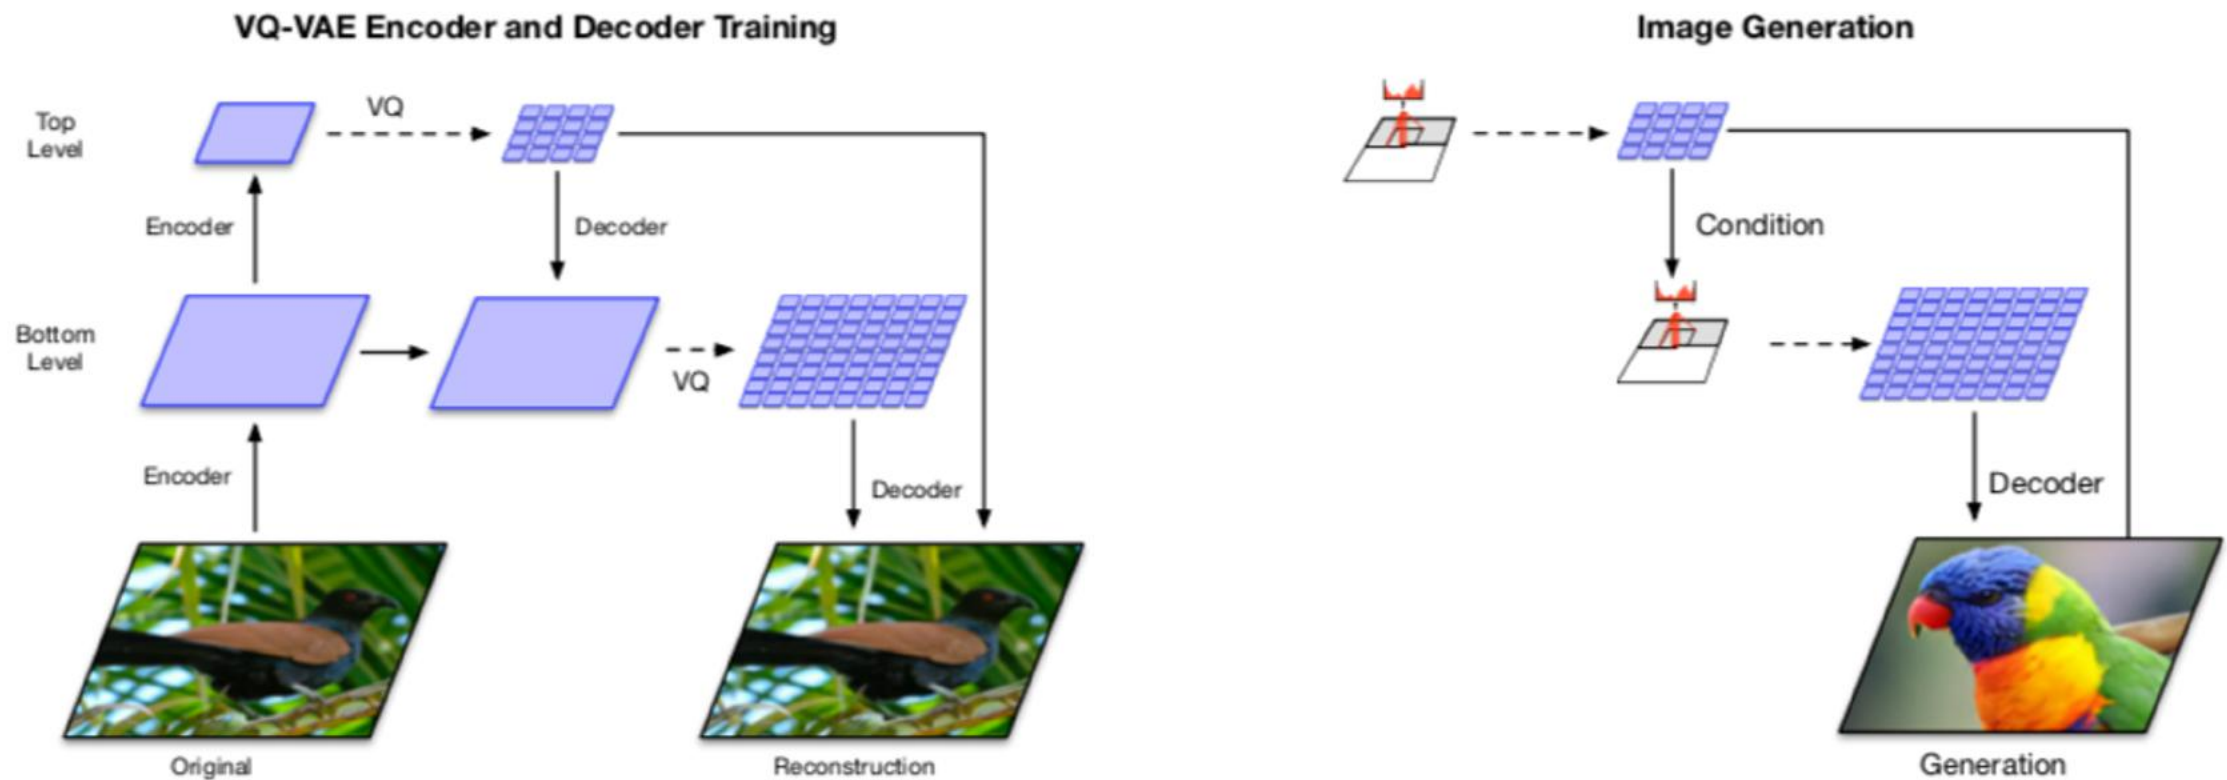 VQ-VAE Encoder and Decoder Training
Top
Level
VQ
Encoder
Decoder
Bottom
Level
VQ
Encoder
Decoder
Original
Reconstruction
Image Generation
Condition
Decoder
Generation